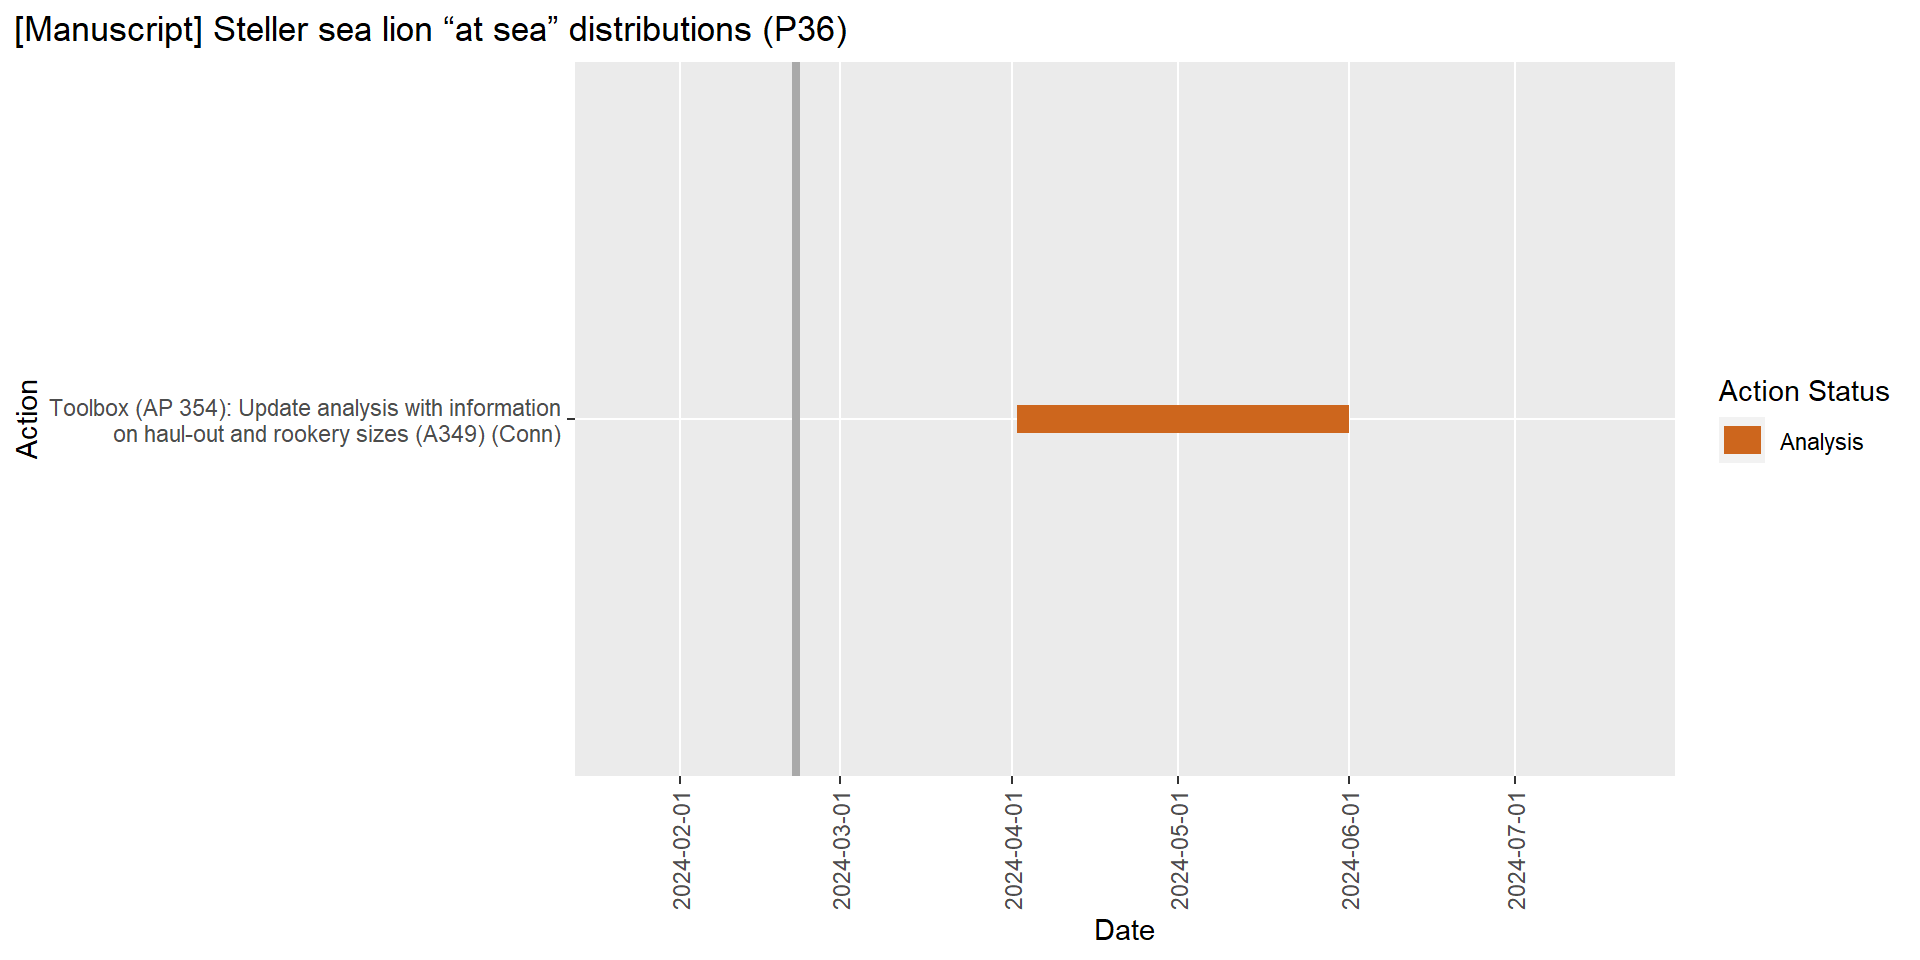 [Manuscript] Steller sea lion “at sea” distributions (P36)
Action
Toolbox (AP 354): Update analysis with information
on haul-out and rookery sizes (A349) (Conn)
Action Status
Analysis
2024-02-01
2024-03-01
2024-04-01
2024-05-01
2024-06-01
2024-07-01
Date